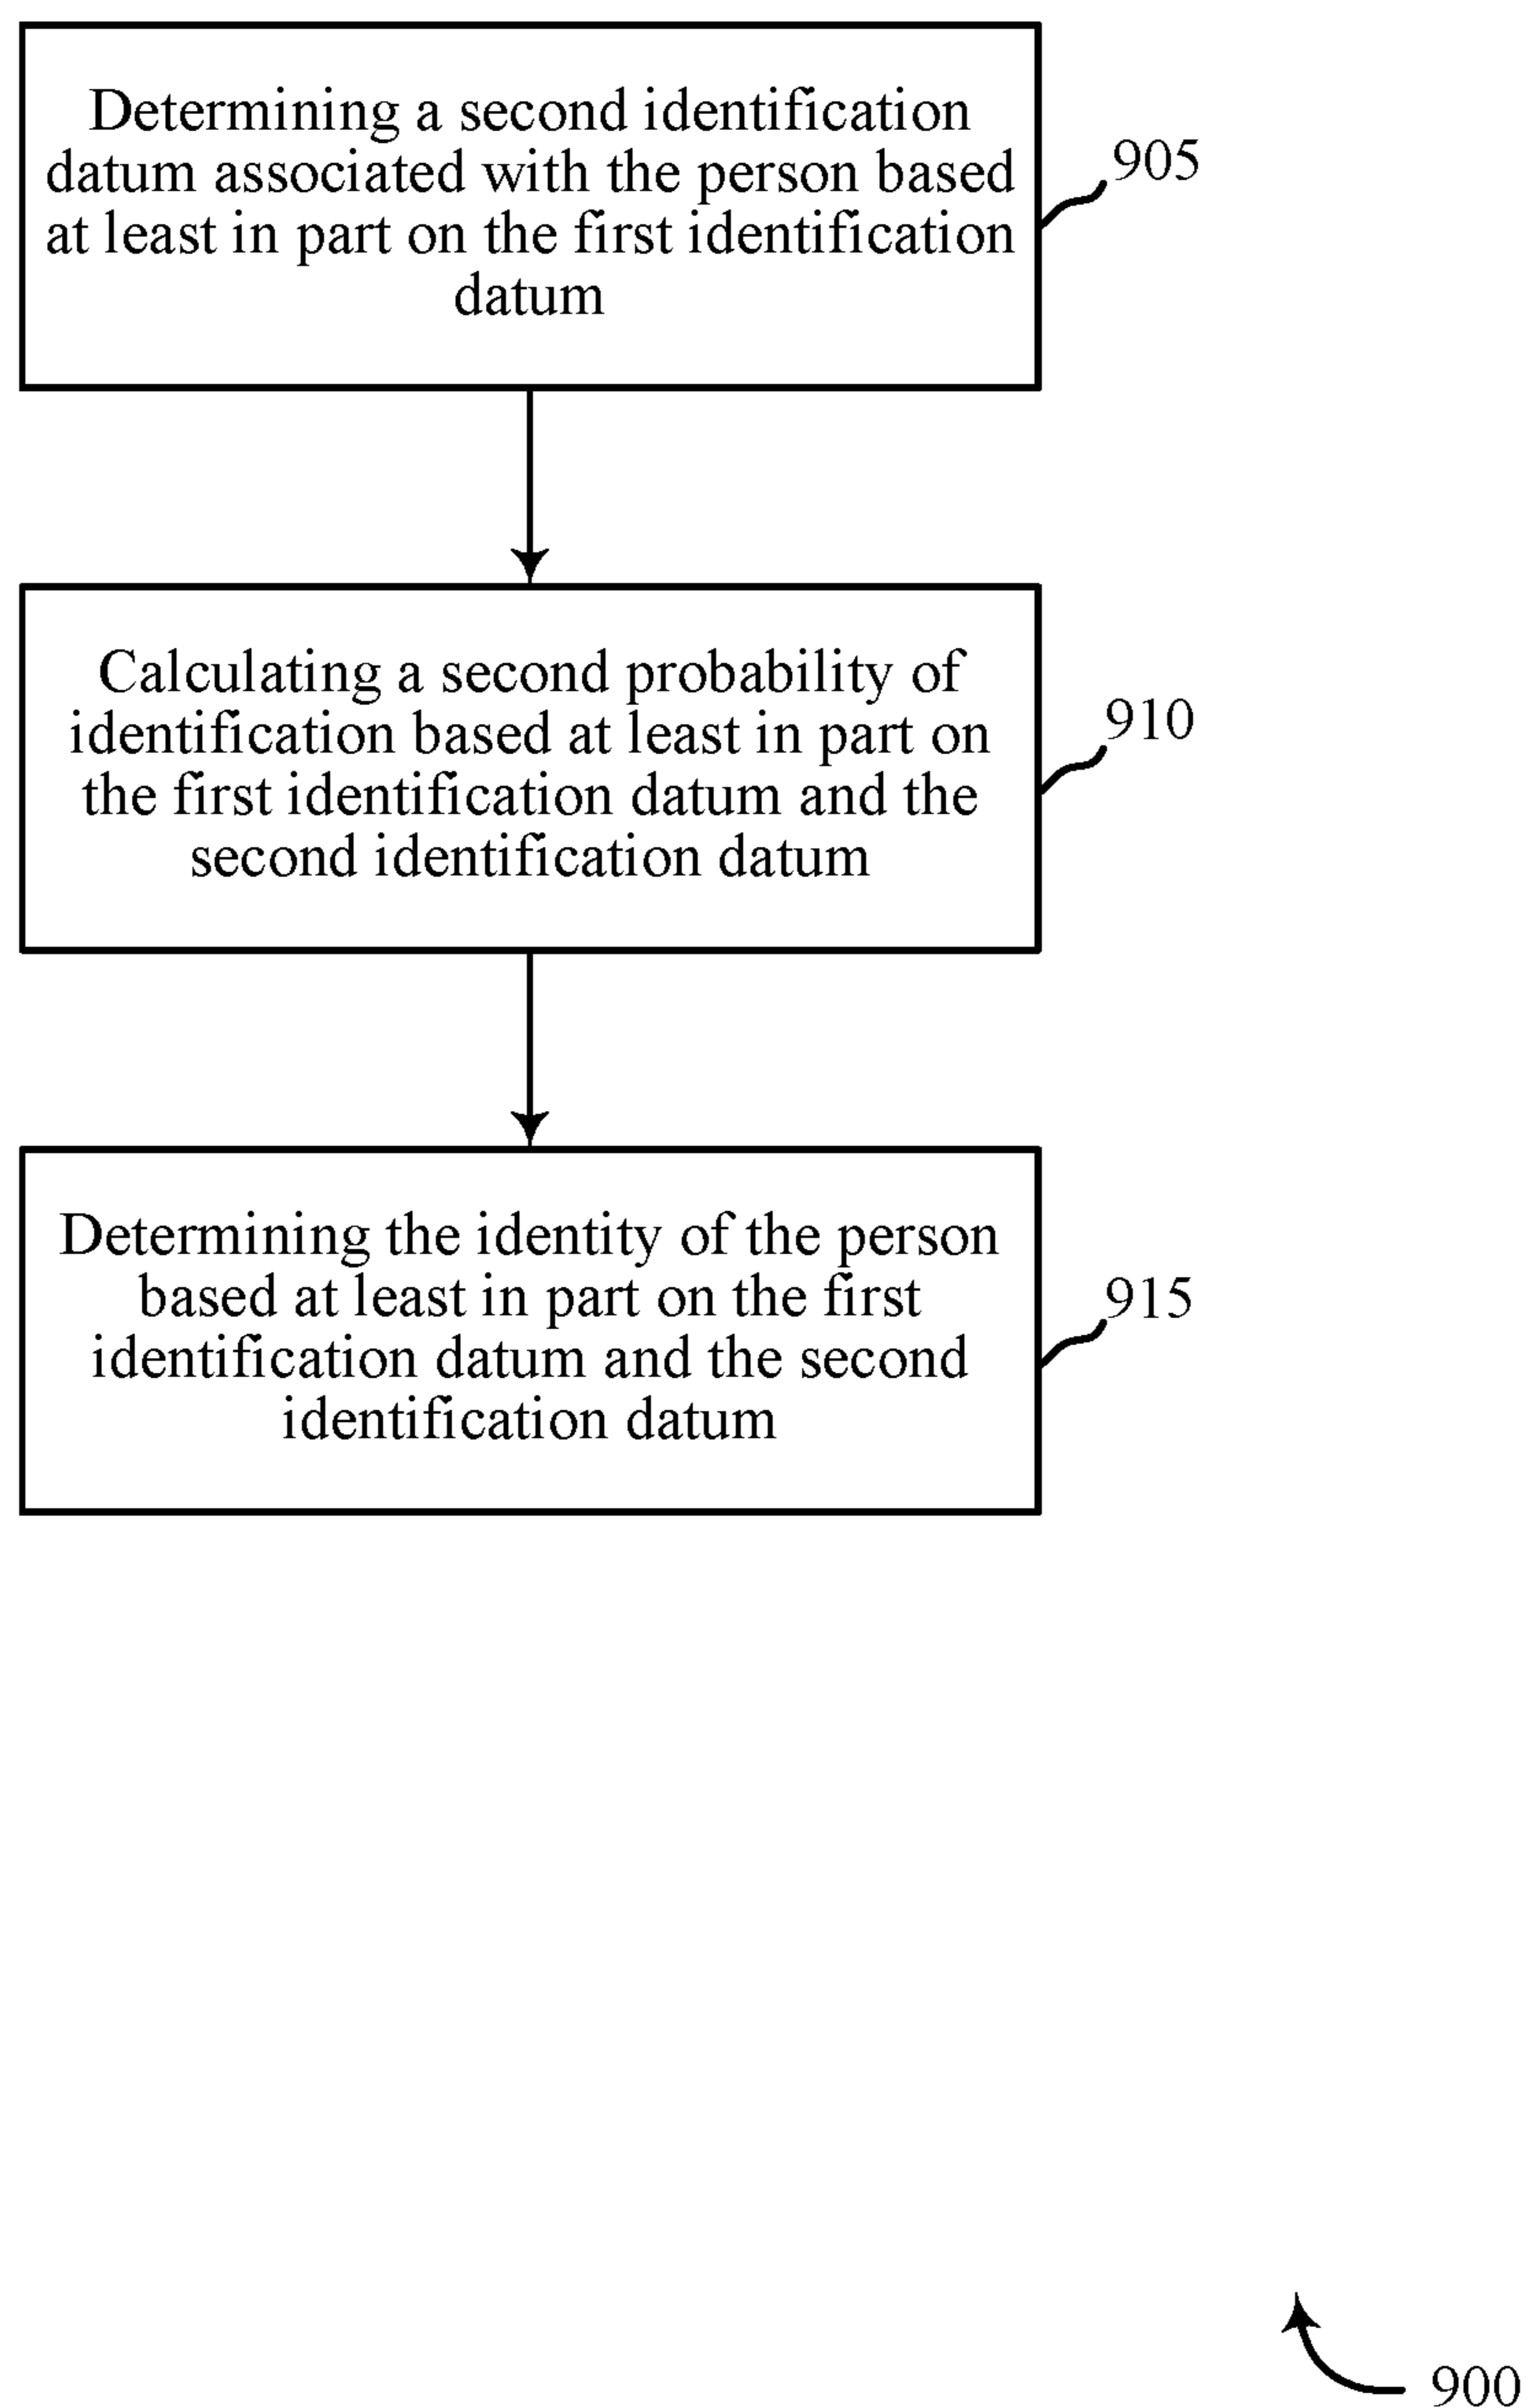 Determining a second identification
datum associated with the person based
at least in part on the first identification
datum
905
Calculating a second probability of
identification based at least in part on
the first identification datum and the
second identification datum
910
Determining the identity of the person
based at least in part on the first
identification datum and the second
identification datum
915
900